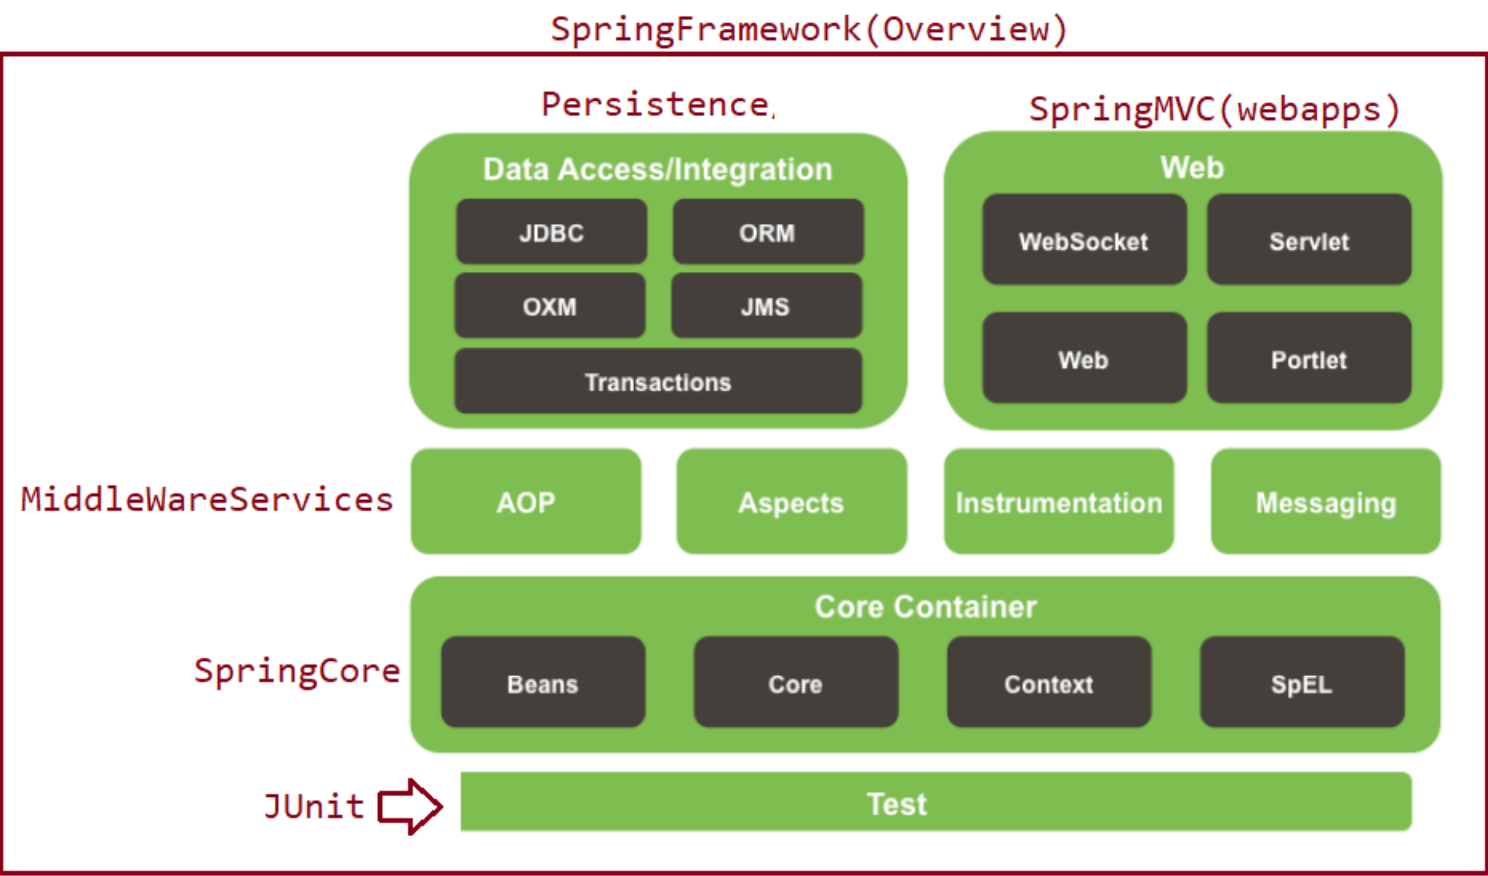 SpringFramework(Overview)
Persistence,
SpringMVC(webapps)
Data Access/Integration
JDBC
ORM
OXM
JMS
Transactions
Web
WebSocket
Servlet
Web
Portlet
MiddleWareServices
AOP
Aspects
Instrumentation
Messaging
SpringCore
Core Container
Beans
Core
Context
SpEL
JUnit
Test